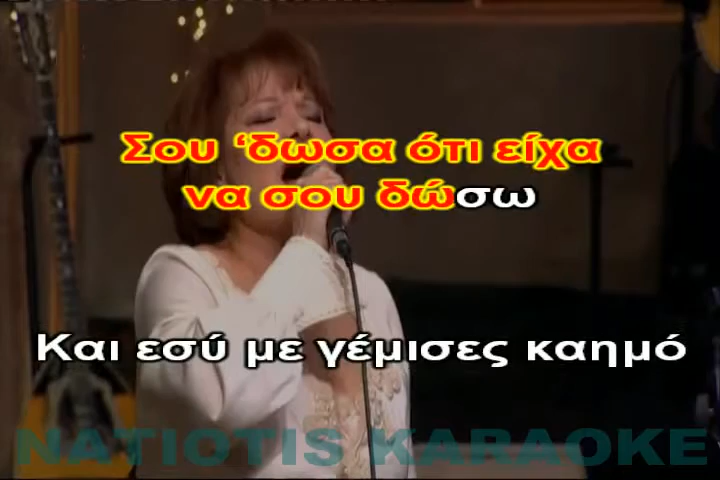 Σου ‘δωσα ότι είχα
να σου δώσω
Και εσύ με γέμισες καημό
NATIOTIS KARAOKE